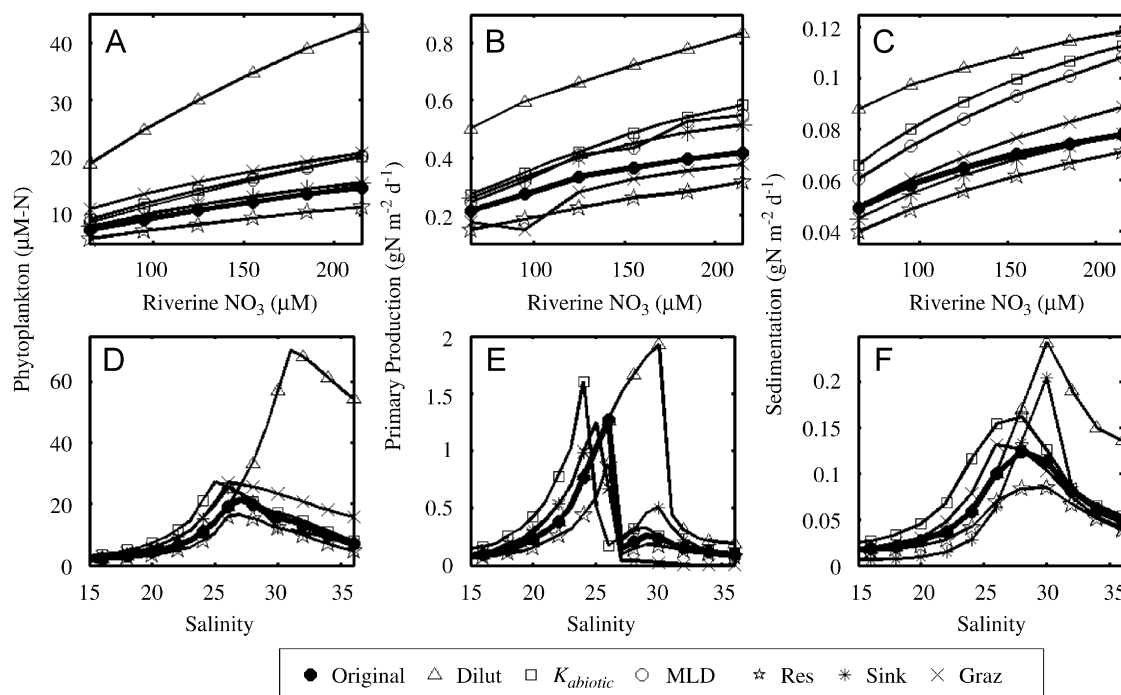 A
B
C
40
30
20
10
0.8
0.6
0.4
0.2
0.12
0.1
0.08
0.06
0.04
Phytoplankton (µM-N)
Primary Production (gN m⁻² d⁻¹)
Sedimentation (gN m⁻² d⁻¹)
100 150 200
100 150 200
100 150 200
Riverine NO₃ (µM)
Riverine NO₃ (µM)
Riverine NO₃ (µM)
D
E
F
60
40
20
0
2
1.5
1
0.5
0
0.2
0.15
0.1
0.05
0
15 20 25 30 35
15 20 25 30 35
15 20 25 30 35
Salinity
Salinity
Salinity
Original Dilut K_abiotic MLD Res Sink Graz